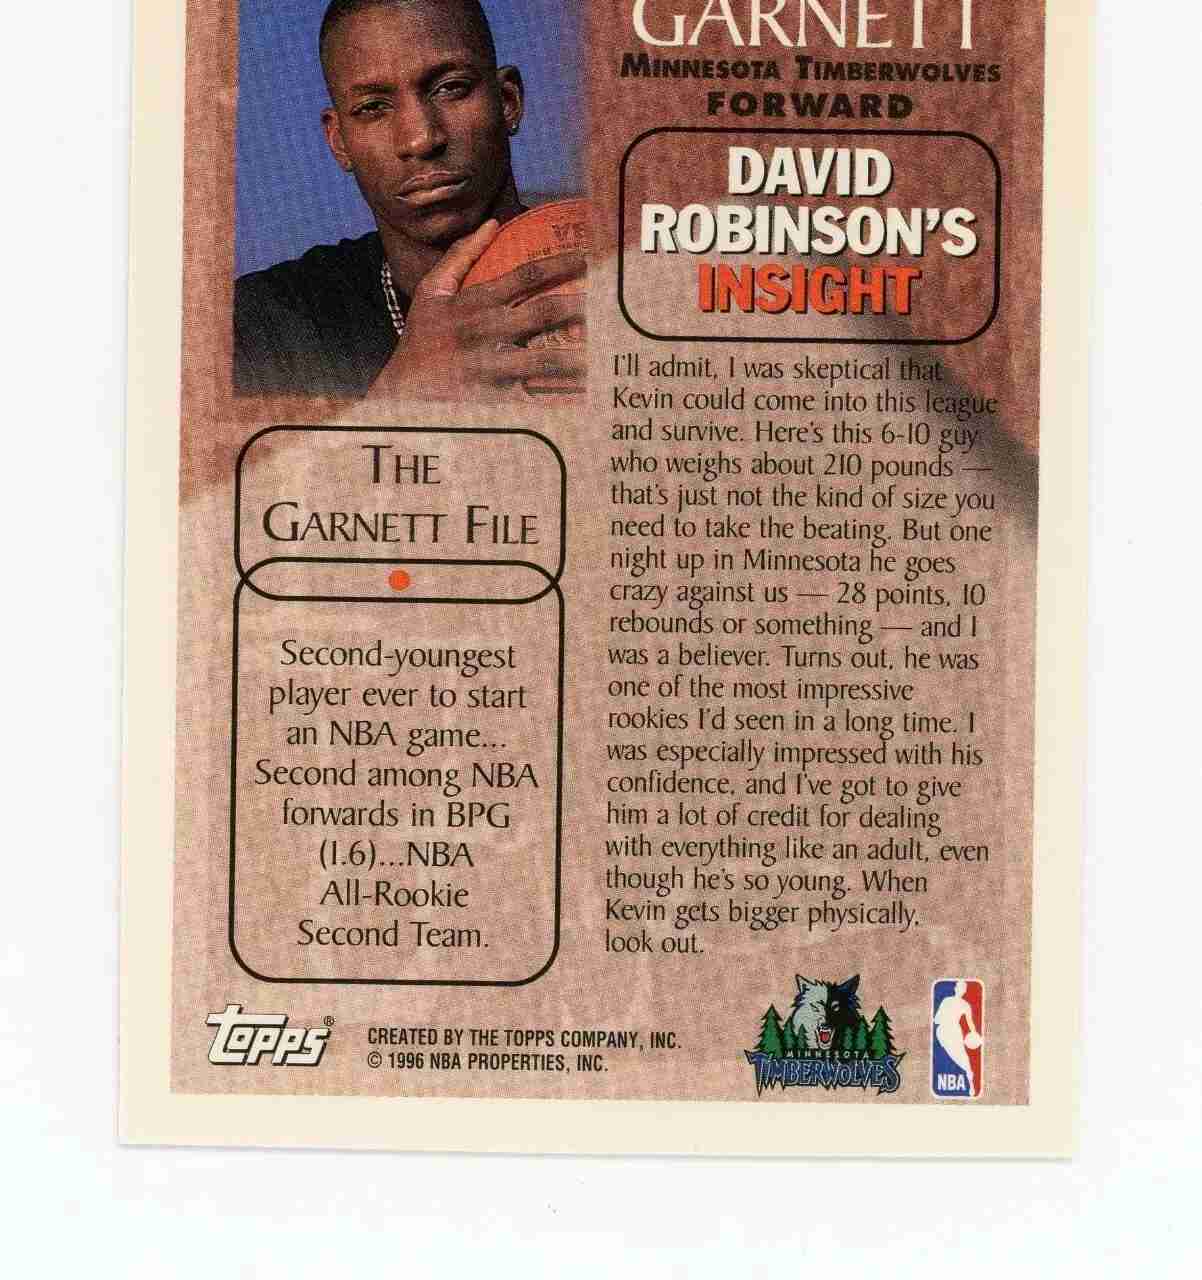 GARNETT
MINNESOTA TIMBERWOLVES
FORWARD
DAVID
ROBINSON'S
INSIGHT
I'll admit, I was skeptical that
Kevin could come into this league
and survive. Here's this 6-10 guy
who weighs about 210 pounds —
that's just not the kind of size you
need to take the beating. But one
night up in Minnesota he goes
crazy against us — 28 points, 10
rebounds or something — and I
was a believer. Turns out, he was
one of the most impressive
rookies I'd seen in a long time. I
was especially impressed with his
confidence, and I've got to give
him a lot of credit for dealing
with everything like an adult, even
though he's so young. When
Kevin gets bigger physically,
look out.
THE
GARNETT FILE
Second-youngest
player ever to start
an NBA game...
Second among NBA
forwards in BPG
(1.6)...NBA
All-Rookie
Second Team.
topps®
CREATED BY THE TOPPS COMPANY, INC.
© 1996 NBA PROPERTIES, INC.
MINNESOTA
TIMBERWOLVES
NBA